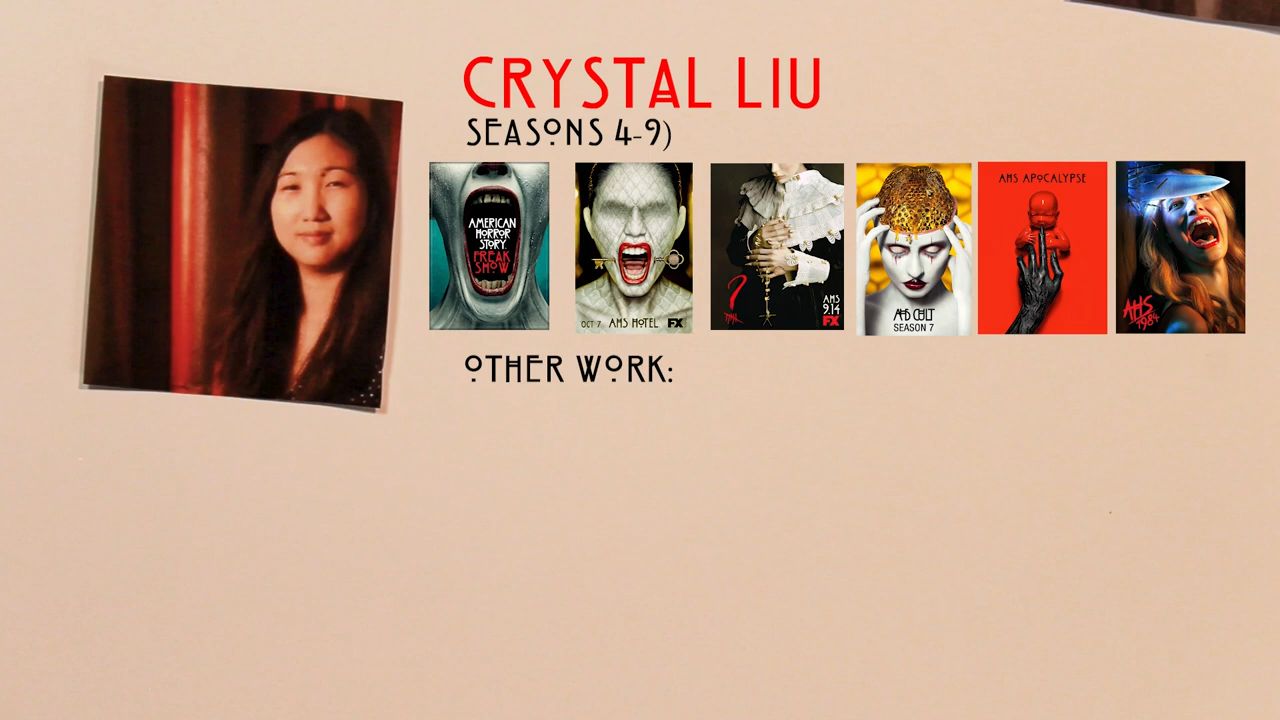 CRYSTAL LIU
SEASONS 4-9)
AMERICAN
HORROR
STORY.
FREAK
SHOW
OCT 7 AHS HOTEL FX
?
AHS
9.14
FX
AHS CULT
SEASON 7
AHS APOCALYPSE
AHS
1984
OTHER WORK: